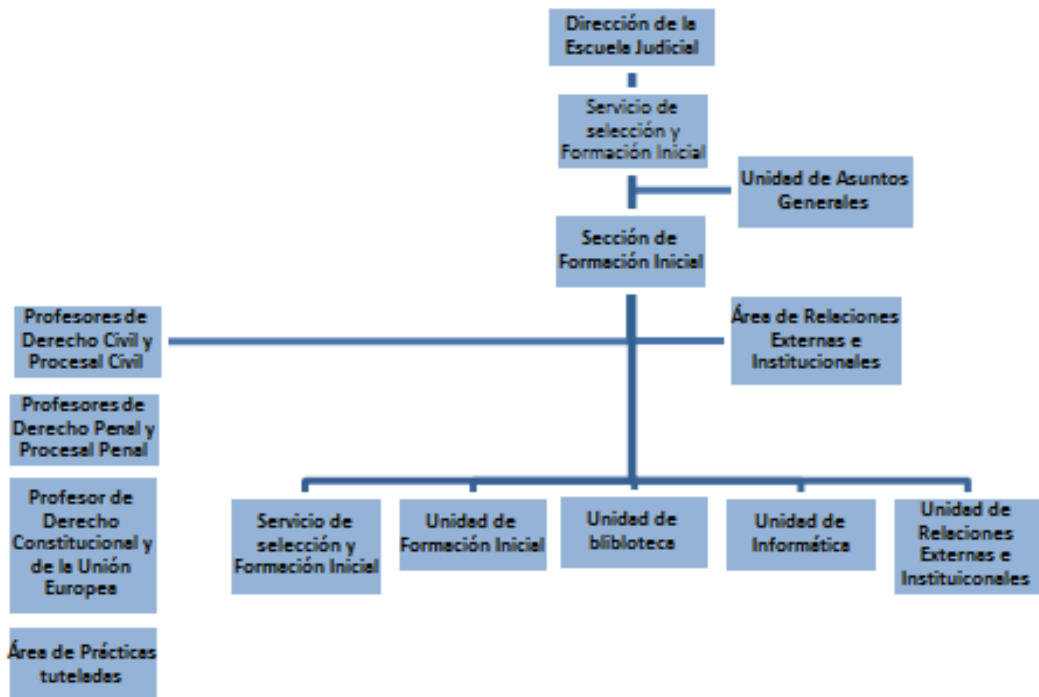 Dirección de la
Escuela Judicial
Servicio de
selección y
Formación Inicial
Unidad de Asuntos
Generales
Sección de
Formación Inicial
Profesores de
Derecho Civil y
Procesal Civil
Área de Relaciones
Externas e
Institucionales
Profesores de
Derecho Penal y
Procesal Penal
Profesor de
Derecho
Constitucional y
de la Unión
Europea
Área de Prácticas
tuteladas
Servicio de
selección y
Formación Inicial
Unidad de
Formación Inicial
Unidad de
blibloteca
Unidad de
Informática
Unidad de
Relaciones
Externas e
Instituiconales